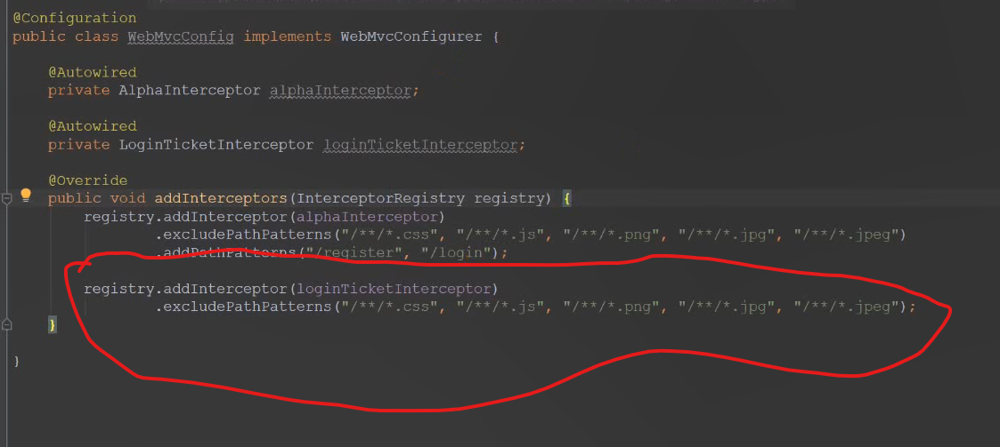 @Configuration
public class WebMvcConfig implements WebMvcConfigurer {
@Autowired
private AlphaInterceptor alphaInterceptor;
@Autowired
private LoginTicketInterceptor loginTicketInterceptor;
@Override
public void addInterceptors(InterceptorRegistry registry) {
registry.addInterceptor(alphaInterceptor)
.excludePathPatterns("/**/*.css", "/**/*.js", "/**/*.png", "/**/*.jpg", "/**/*.jpeg")
.addPathPatterns("/register", "/login");
registry.addInterceptor(loginTicketInterceptor)
.excludePathPatterns("/**/*.css", "/**/*.js", "/**/*.png", "/**/*.jpg", "/**/*.jpeg");
}
}